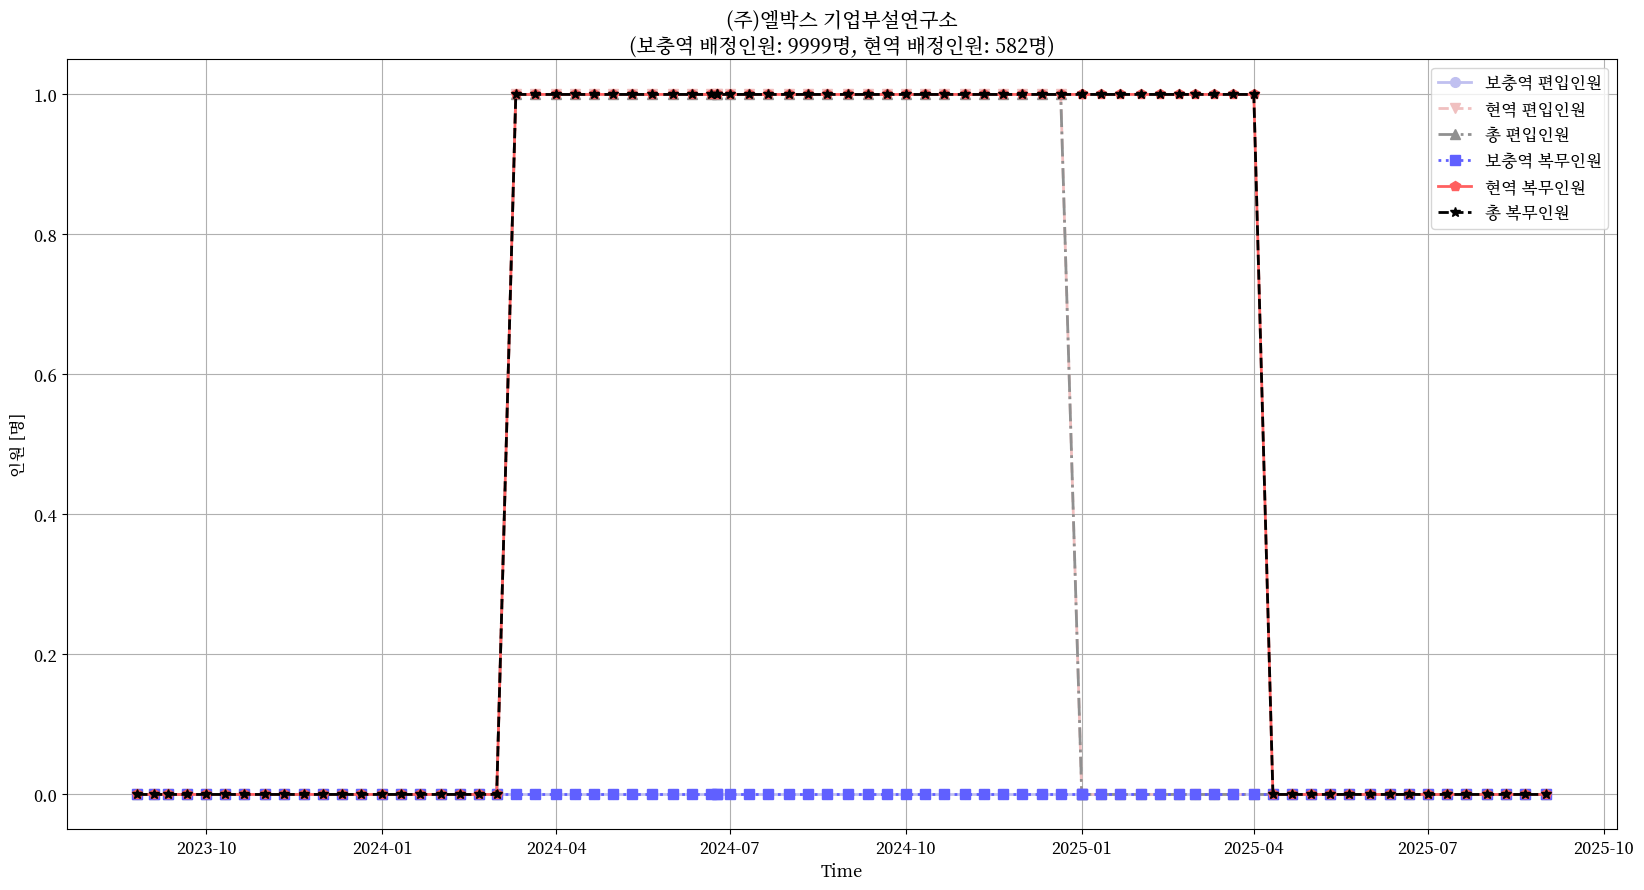 (주)엘박스 기업부설연구소
(보충역 배정인원: 9999명, 현역 배정인원: 582명)
보충역 편입인원
현역 편입인원
총 편입인원
보충역 복무인원
현역 복무인원
총 복무인원
인원 [명]
1.0
0.8
0.6
0.4
0.2
0.0
2023-10
2024-01
2024-04
2024-07
2024-10
2025-01
2025-04
2025-07
2025-10
Time